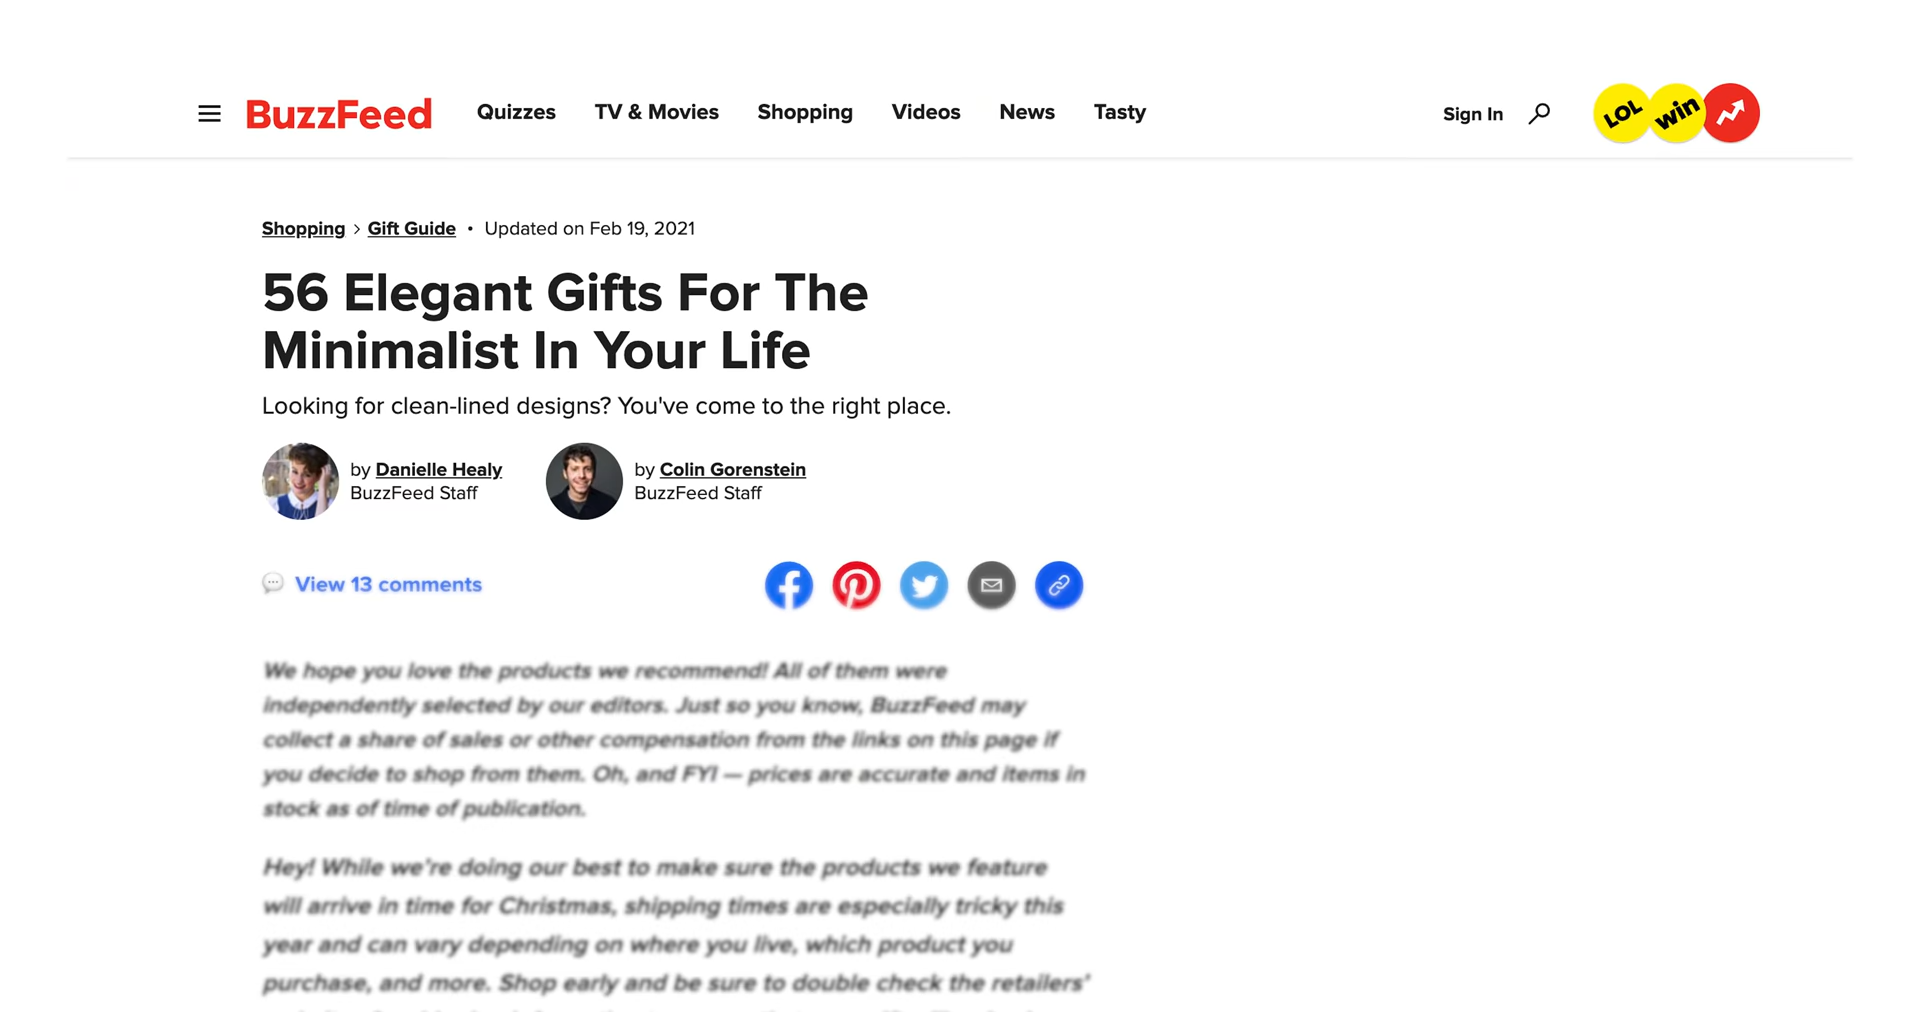 BuzzFeed Quizzes TV & Movies Shopping Videos News Tasty Sign In LOL win
Shopping > Gift Guide • Updated on Feb 19, 2021
56 Elegant Gifts For The
Minimalist In Your Life
Looking for clean-lined designs? You've come to the right place.
by Danielle Healy
BuzzFeed Staff
by Colin Gorenstein
BuzzFeed Staff
View 13 comments
We hope you love the products we recommend! All of them were
independently selected by our editors. Just so you know, BuzzFeed may
collect a share of sales or other compensation from the links on this page if
you decide to shop from them. Oh, and FYI — prices are accurate and items in
stock as of time of publication.
Hey! While we're doing our best to make sure the products we feature
will arrive in time for Christmas, shipping times are especially tricky this
year and can vary depending on where you live, which product you
purchase, and more. Shop early and be sure to double check the retailers'